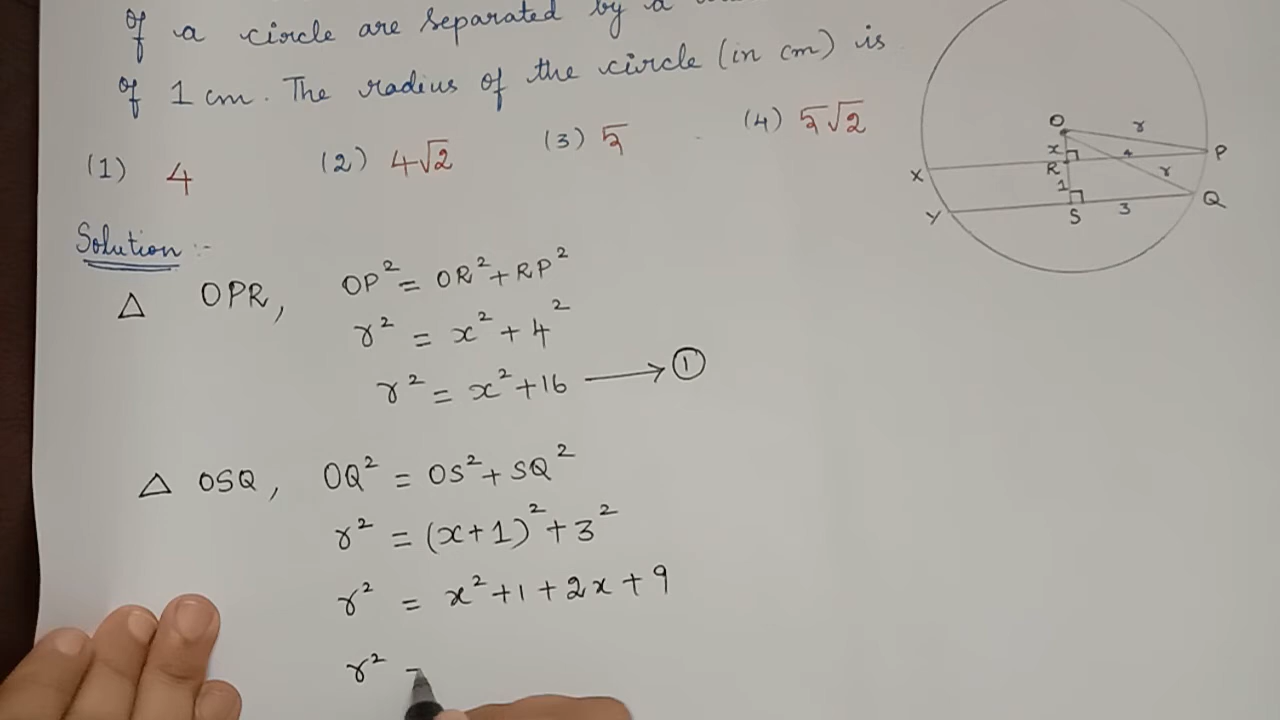 of a circle are separated by a
of 1 cm. The radius of the circle (in cm) is
(1) 4 (2) 4√2 (3) 5 (4) 5√2
O r
x 4 P
X R r
1 Q
Y S 3
Solution :-
△ OPR, OP² = OR² + RP²
r² = x² + 4²
r² = x² + 16 ⟶ ①
△ OSQ, OQ² = OS² + SQ²
r² = (x+1)² + 3²
r² = x² + 1 + 2x + 9
r² =